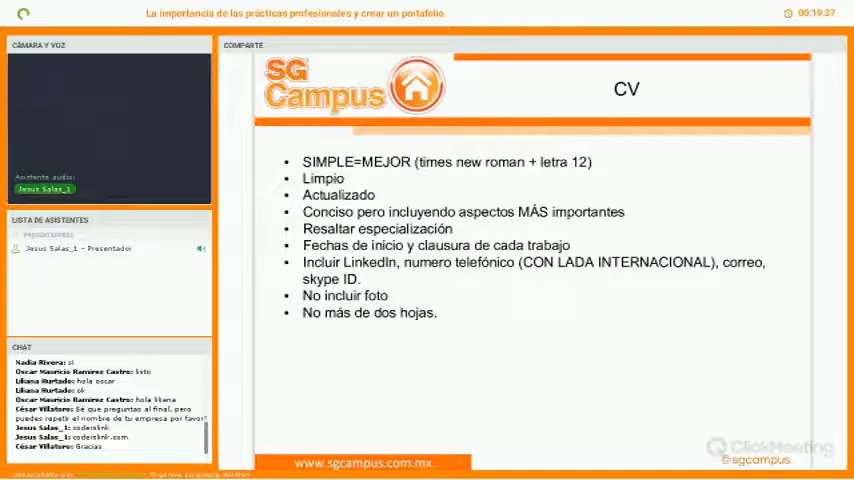 La importancia de las prácticas profesionales y crear un portafolio
00:19:37
CÁMARA Y VOZ
Asistente audio:
Jesus Salas_1
LISTA DE ASISTENTES
PRESENTADORES
Jesus Salas_1 - Presentador
CHAT
Nadia Rivera: si
Oscar Mauricio Ramirez Castro: listo
Liliana Hurtado: hola oscar
Liliana Hurtado: ok
Oscar Mauricio Ramirez Castro: hola liliana
César Villatoro: Sé que preguntas al final, pero
puedes repetir el nombre de tu empresa por favor?
Jesus Salas_1: coderslink
Jesus Salas_1: coderslink.com
César Villatoro: Gracias
COMPARTE
SG
Campus
CV
• SIMPLE=MEJOR (times new roman + letra 12)
• Limpio
• Actualizado
• Conciso pero incluyendo aspectos MÁS importantes
• Resaltar especialización
• Fechas de inicio y clausura de cada trabajo
• Incluir LinkedIn, numero telefónico (CON LADA INTERNACIONAL), correo,
skype ID.
• No incluir foto
• No más de dos hojas.
www.sgcampus.com.mx.
ClickMeeting
©sgcampus